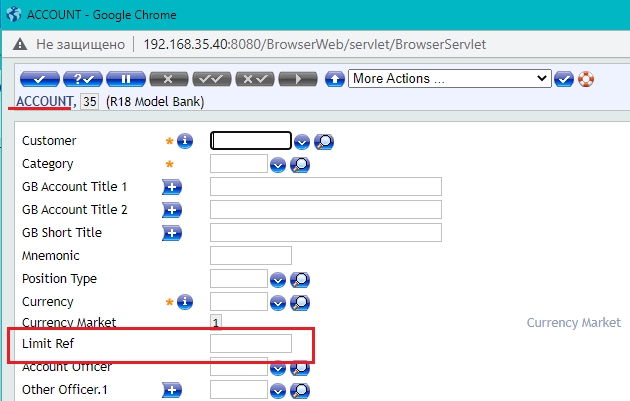 ACCOUNT - Google Chrome
Не защищено 192.168.35.40:8080/BrowserWeb/servlet/BrowserServlet
More Actions ...
ACCOUNT, 35 (R18 Model Bank)
Customer
Category
GB Account Title 1
GB Account Title 2
GB Short Title
Mnemonic
Position Type
Currency
Currency Market 1 Currency Market
Limit Ref
Account Officer
Other Officer.1